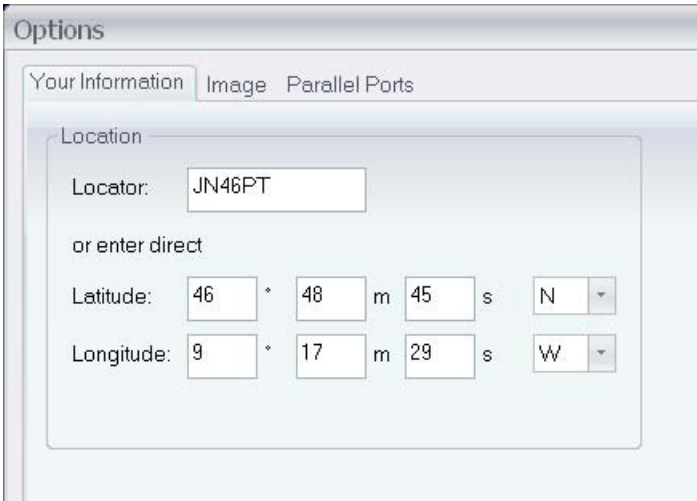 Options
Your Information Image Parallel Ports
Location
Locator: JN46PT
or enter direct
Latitude: 46 ° 48 m 45 s N
Longitude: 9 ° 17 m 29 s W